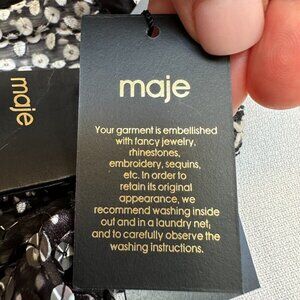 maje
maje
Your garment is embellished
with fancy jewelry,
rhinestones,
embroidery, sequins,
etc. In order to
retain its original
appearance, we
recommend washing inside
out and in a laundry net,
and to carefully observe the
washing instructions.